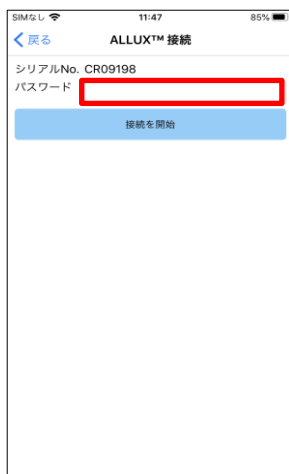 SIMなし 11:47 85%
戻る ALLUX™ 接続
シリアルNo. CR09198
パスワード
接続を開始